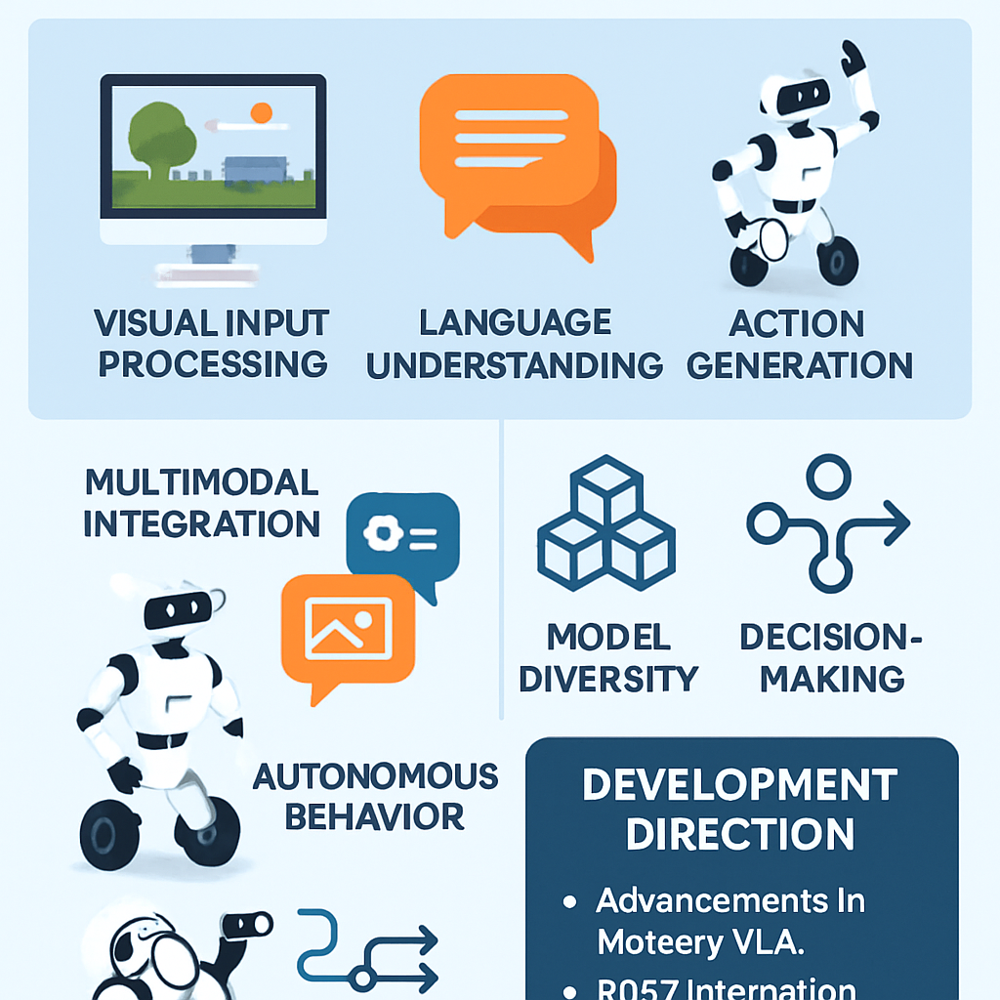 VISUAL INPUT
PROCESSING
LANGUAGE
UNDERSTANDING
ACTION
GENERATION
MULTIMODAL
INTEGRATION
MODEL
DIVERSITY
DECISION-
MAKING
AUTONOMOUS
BEHAVIOR
DEVELOPMENT
DIRECTION
• Advancements In
Moteery VLA.
• R057 Internation